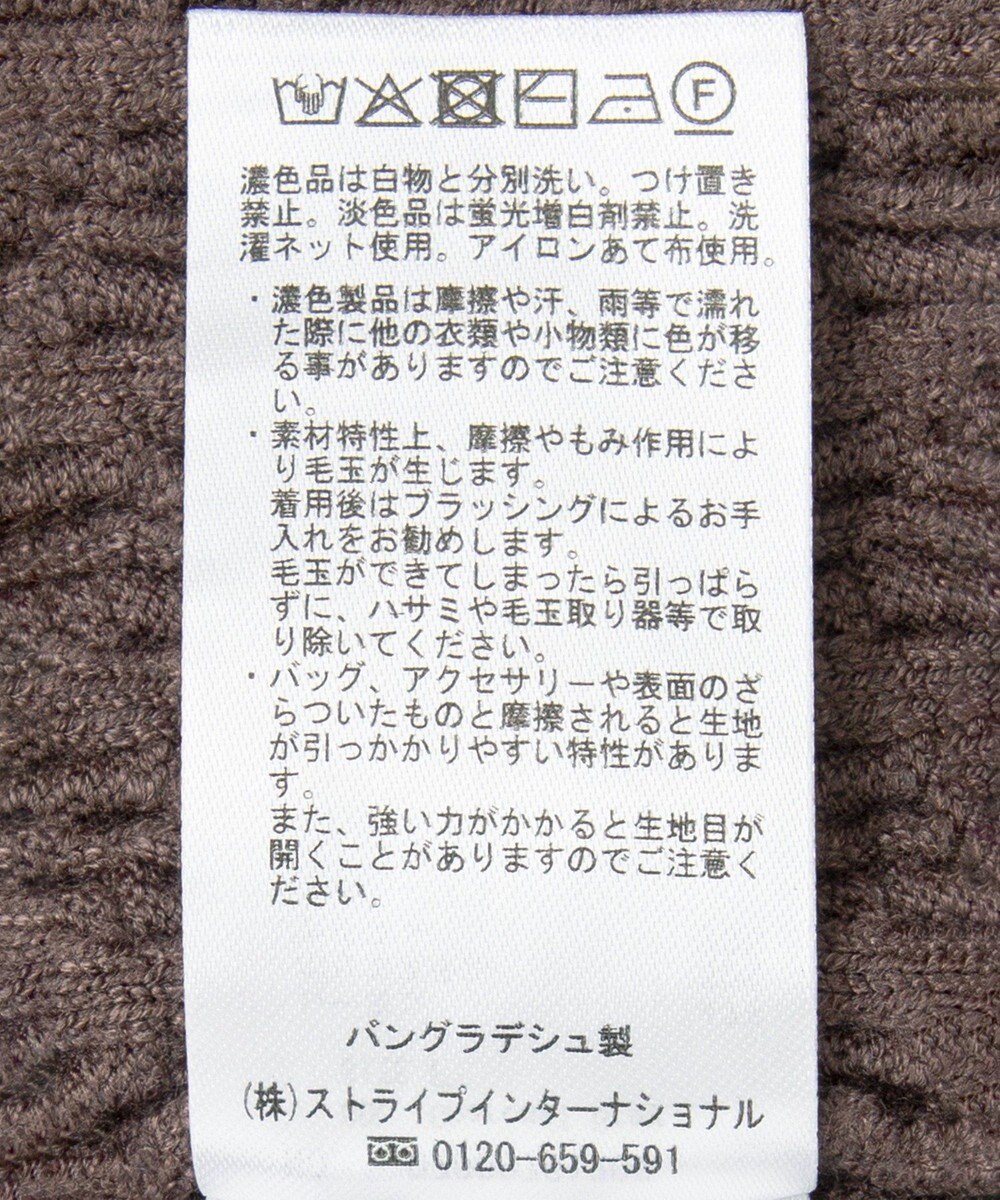 F
濃色品は白物と分別洗い。つけ置き
禁止。淡色品は蛍光増白剤禁止。洗
濯ネット使用。アイロンあて布使用。
・濃色製品は摩擦や汗、雨等で濡れ
た際に他の衣類や小物類に色が移
る事がありますのでご注意くださ
い。
・素材特性上、摩擦やもみ作用によ
り毛玉が生じます。
着用後はブラッシングによるお手
入れをお勧めします。
毛玉ができてしまったら引っぱら
ずに、ハサミや毛玉取り器等で取
り除いてください。
・バッグ、アクセサリーや表面のざ
らついたものと摩擦されると生地
が引っかかりやすい特性がありま
す。
また、強い力がかかると生地目が
開くことがありますのでご注意く
ださい。
バングラデシュ製
(株)ストライプインターナショナル
0120-659-591